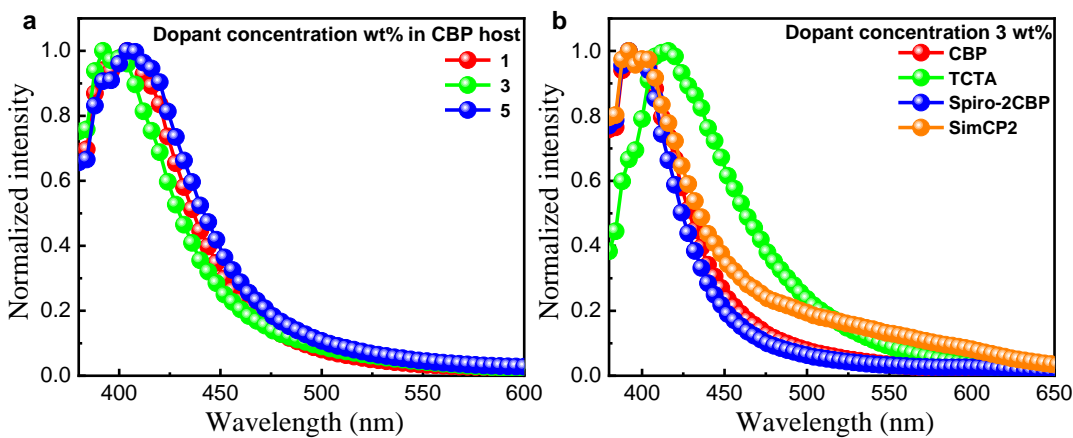 a
Dopant concentration wt% in CBP host
1
3
5
1.0
0.8
0.6
0.4
0.2
0.0
Normalized intensity
400
450
500
550
600
Wavelength (nm)
b
Dopant concentration 3 wt%
CBP
TCTA
Spiro-2CBP
SimCP2
1.0
0.8
0.6
0.4
0.2
0.0
Normalized intensity
400
450
500
550
600
650
Wavelength (nm)